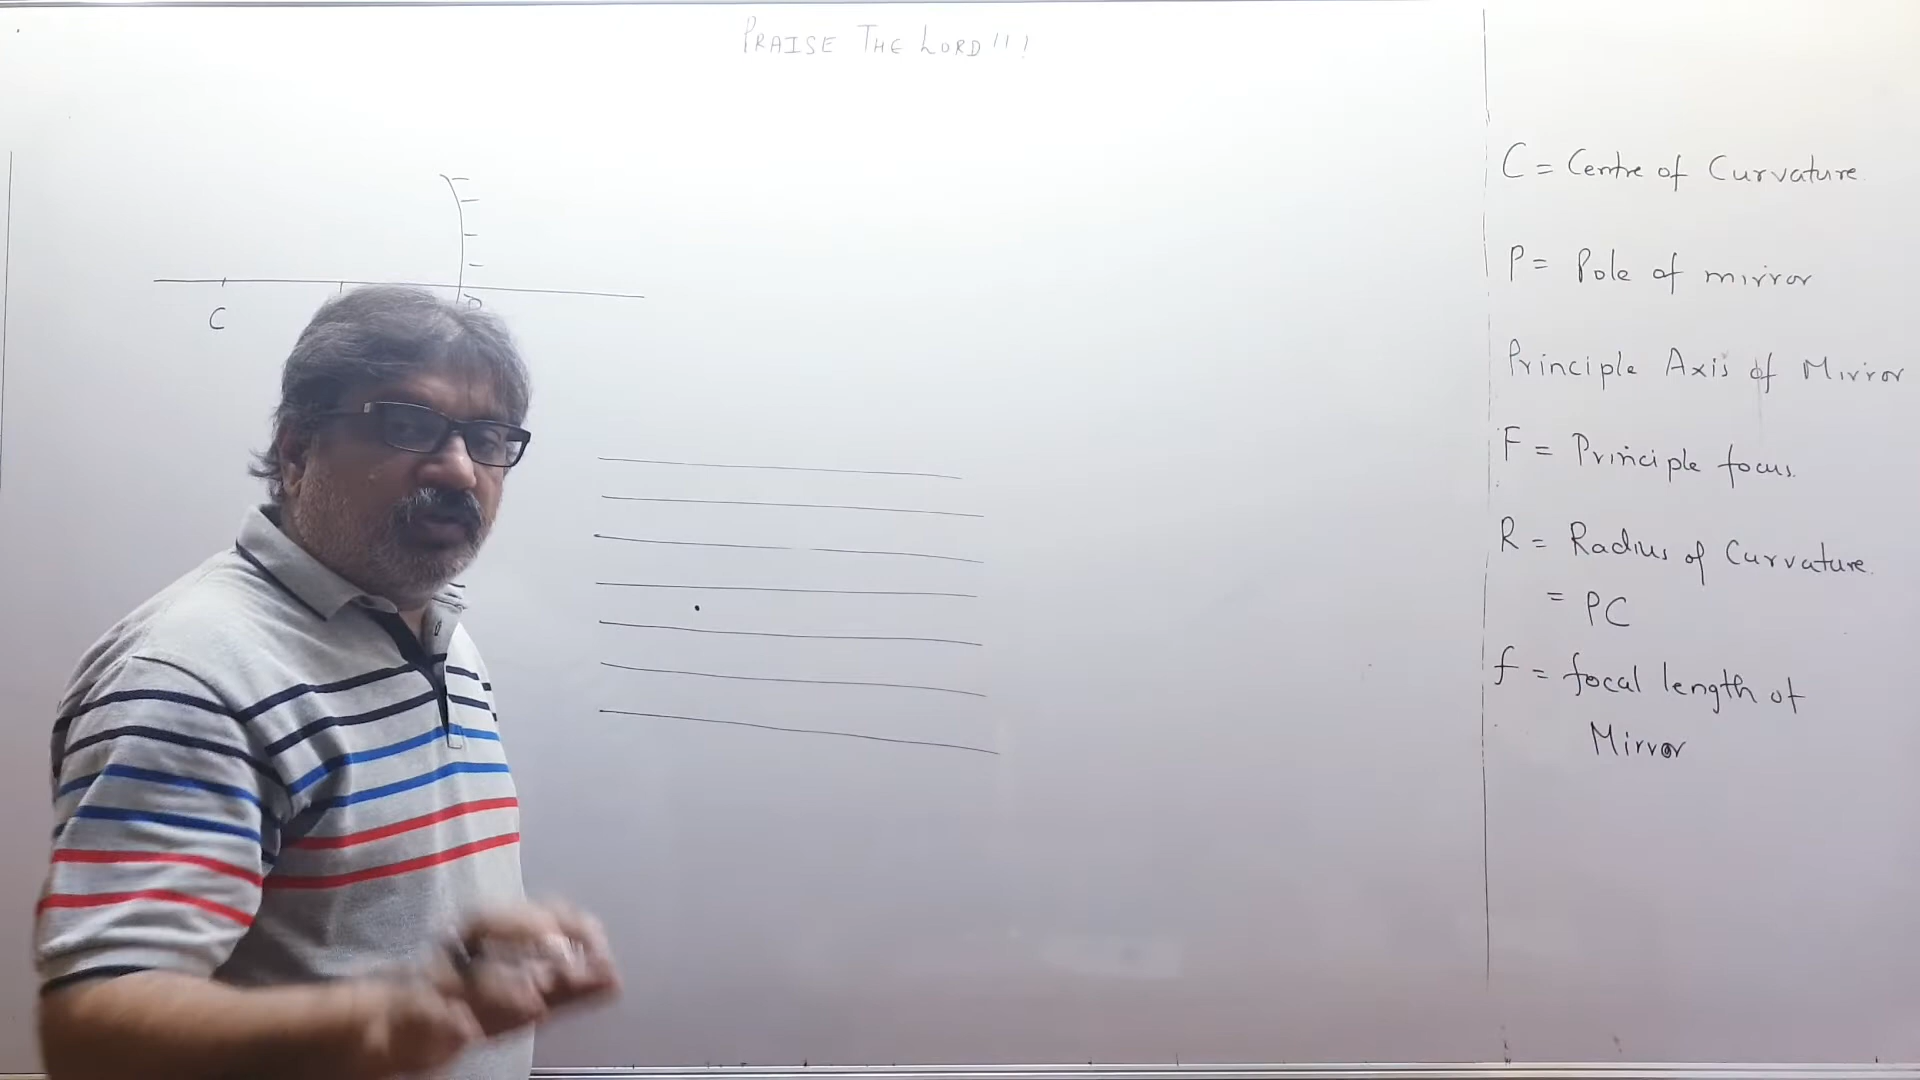 PRAISE THE LORD!!!
C
P
C = Centre of Curvature.
P = Pole of mirror
Principle Axis of Mirror
F = Principle focus.
R = Radius of Curvature.
= PC
f = focal length of
Mirror